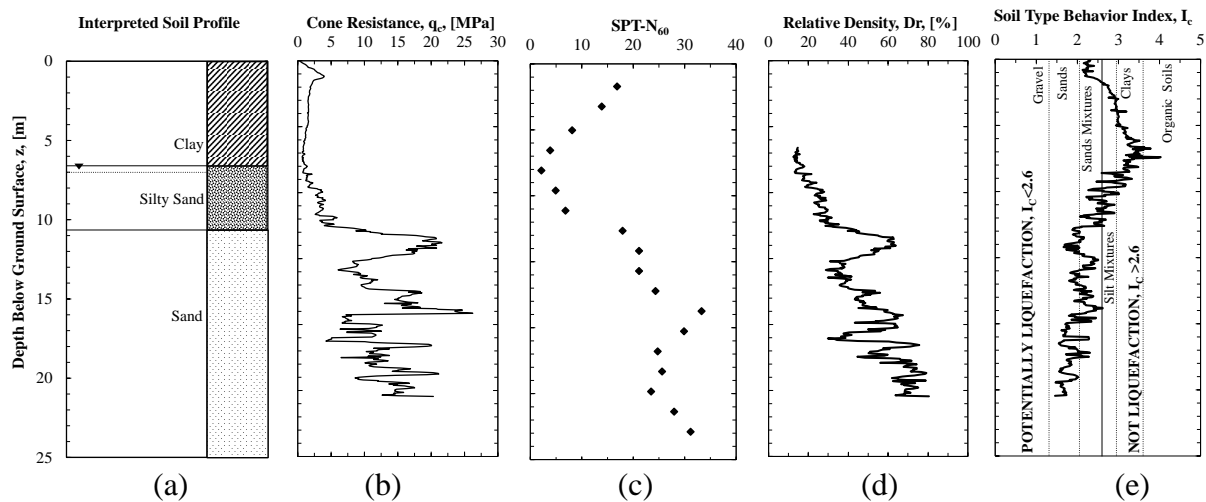 Interpreted Soil Profile
Depth Below Ground Surface, z, [m]
0
5
10
15
20
25
Clay
Silty Sand
Sand
(a)
Cone Resistance, qc, [MPa]
0 5 10 15 20 25 30
(b)
SPT-N60
0 10 20 30 40
(c)
Relative Density, Dr, [%]
0 20 40 60 80 100
(d)
Soil Type Behavior Index, Ic
0 1 2 3 4 5
Gravel
Sands
Sands Mixtures
Silt Mixtures
Clays
Organic Soils
POTENTIALLY LIQUEFACTION, IC<2.6
NOT LIQUEFACTION, IC >2.6
(e)